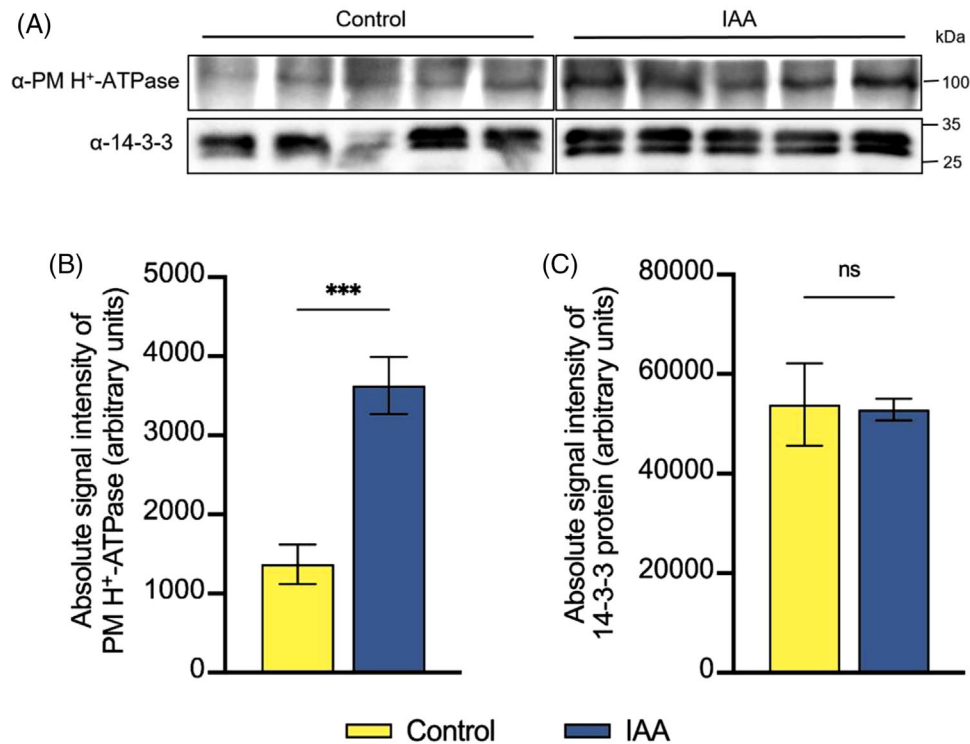 (A)
Control
IAA
kDa
α-PM H⁺-ATPase
100
α-14-3-3
35
25
(B)
Absolute signal intensity of
PM H⁺-ATPase (arbitrary units)
5000
4000
3000
2000
1000
0
***
(C)
Absolute signal intensity of
14-3-3 protein (arbitrary units)
80000
60000
40000
20000
0
ns
Control
IAA